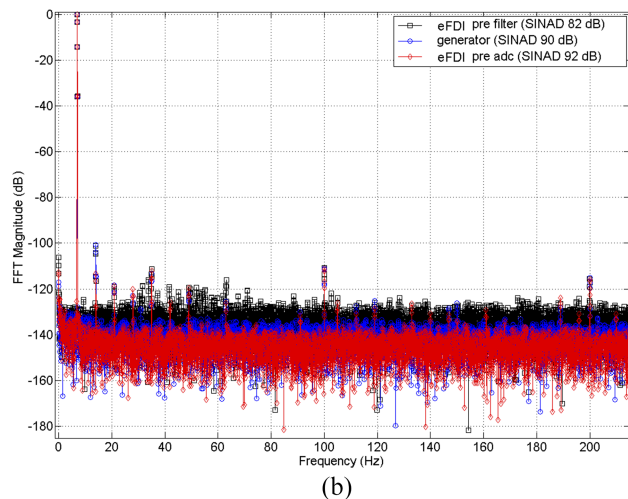 eFDI pre filter (SINAD 82 dB)
generator (SINAD 90 dB)
eFDI pre adc (SINAD 92 dB)
FFT Magnitude (dB)
0
-20
-40
-60
-80
-100
-120
-140
-160
-180
0 20 40 60 80 100 120 140 160 180 200
Frequency (Hz)
(b)